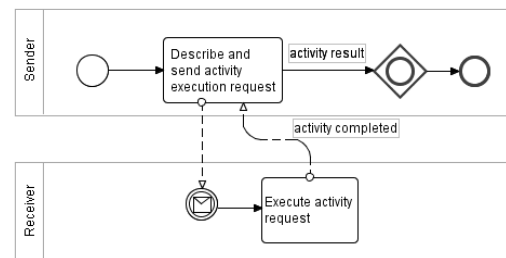 Sender
Describe and
send activity
execution request
activity result
activity completed
Receiver
Execute activity
request